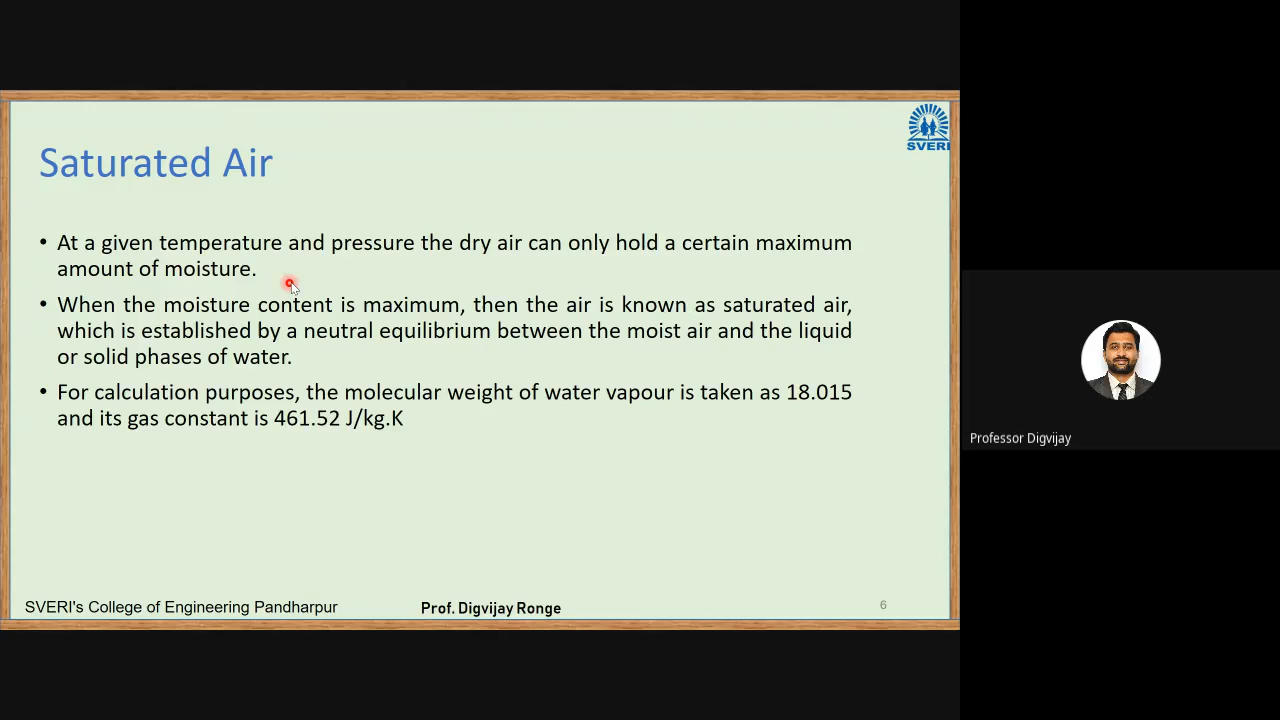 SVERI
Saturated Air
• At a given temperature and pressure the dry air can only hold a certain maximum
amount of moisture.
• When the moisture content is maximum, then the air is known as saturated air,
which is established by a neutral equilibrium between the moist air and the liquid
or solid phases of water.
• For calculation purposes, the molecular weight of water vapour is taken as 18.015
and its gas constant is 461.52 J/kg.K
SVERI's College of Engineering Pandharpur
Prof. Digvijay Ronge
6
Professor Digvijay